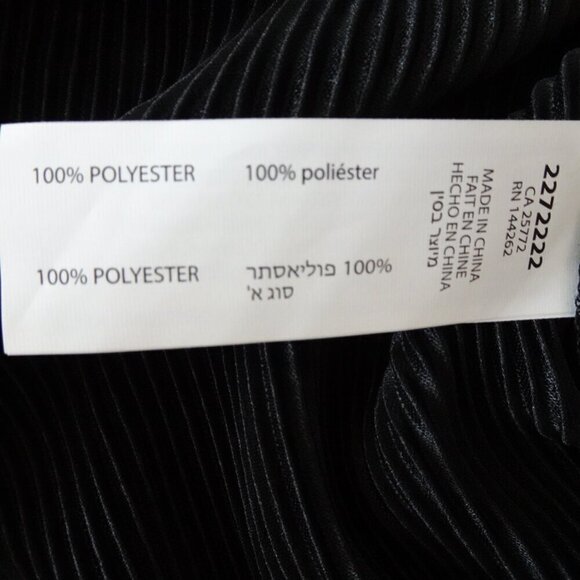 100% POLYESTER
100% poliéster
100% POLYESTER
100% פוליאסתר
סוג א'
MADE IN CHINA
FAIT EN CHINE
HECHO EN CHINA
מיוצר בסין
2272222
CA 25772
RN 144262